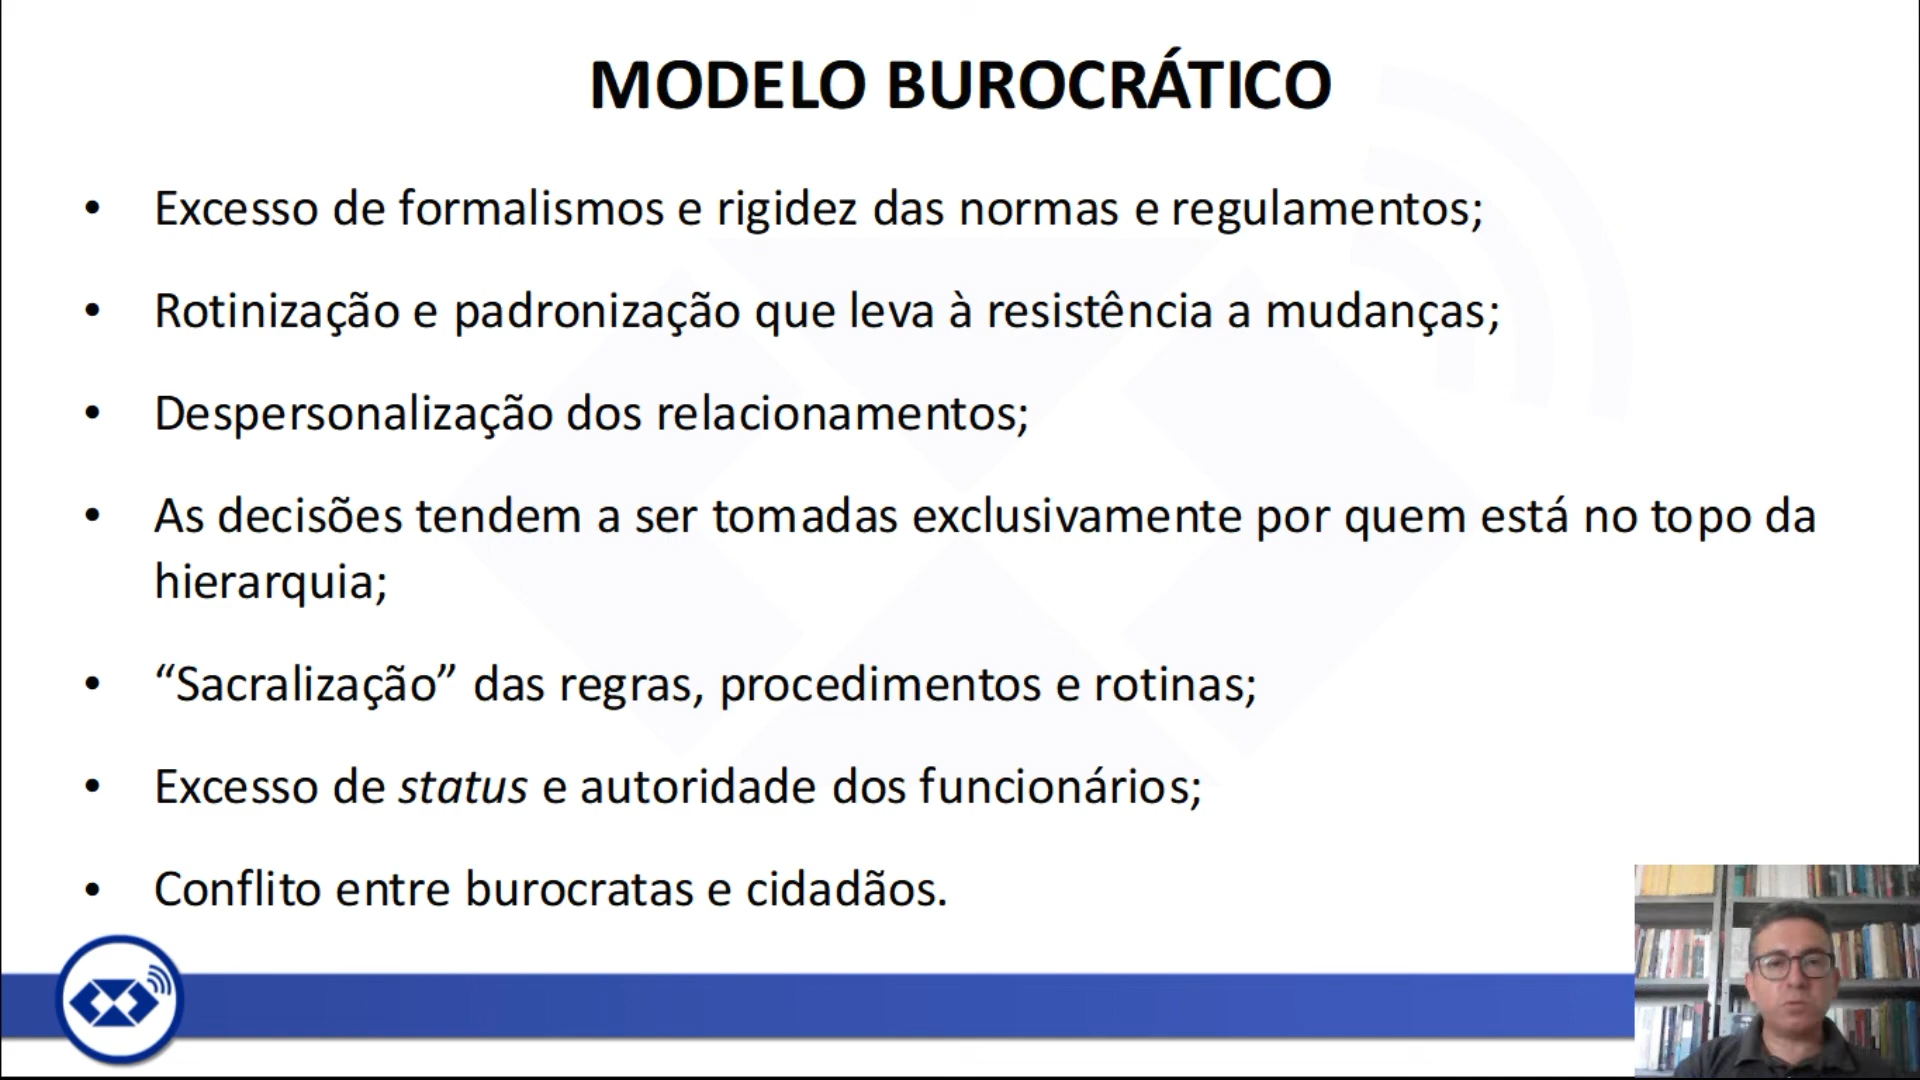 MODELO BUROCRÁTICO
• Excesso de formalismos e rigidez das normas e regulamentos;
• Rotinização e padronização que leva à resistência a mudanças;
• Despersonalização dos relacionamentos;
• As decisões tendem a ser tomadas exclusivamente por quem está no topo da
hierarquia;
• “Sacralização” das regras, procedimentos e rotinas;
• Excesso de status e autoridade dos funcionários;
• Conflito entre burocratas e cidadãos.